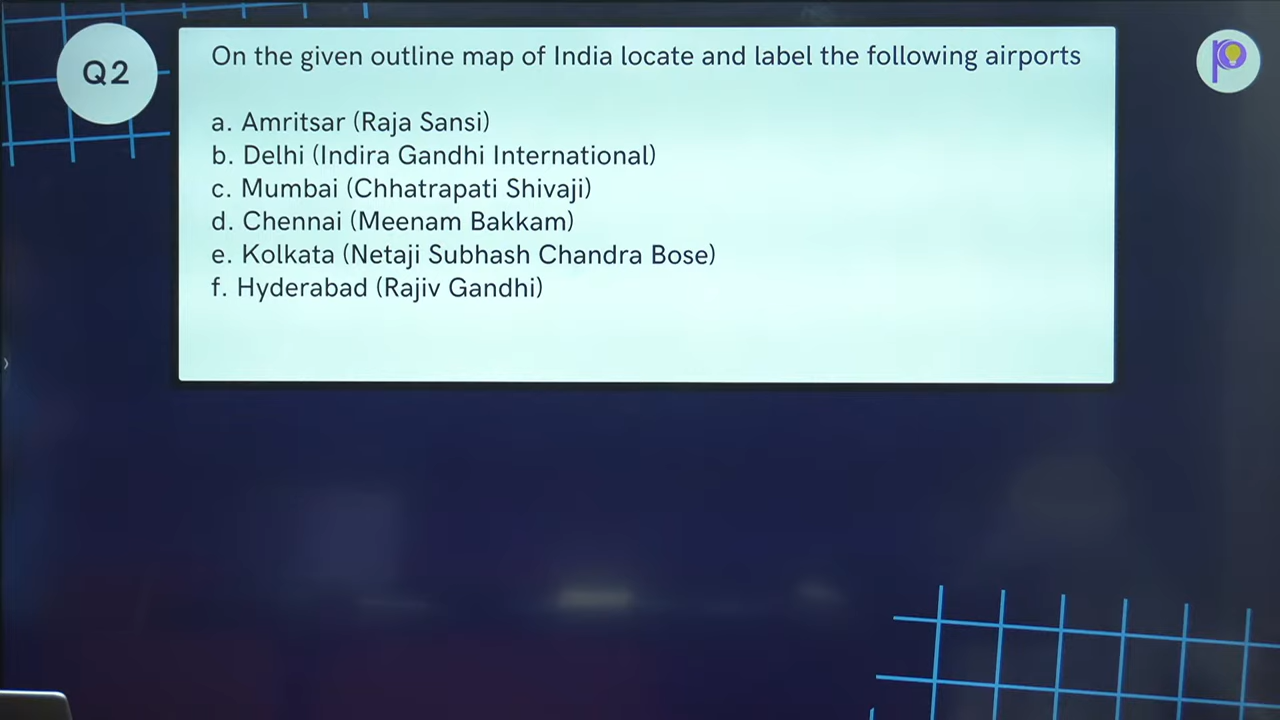 Q2
On the given outline map of India locate and label the following airports
a. Amritsar (Raja Sansi)
b. Delhi (Indira Gandhi International)
c. Mumbai (Chhatrapati Shivaji)
d. Chennai (Meenam Bakkam)
e. Kolkata (Netaji Subhash Chandra Bose)
f. Hyderabad (Rajiv Gandhi)